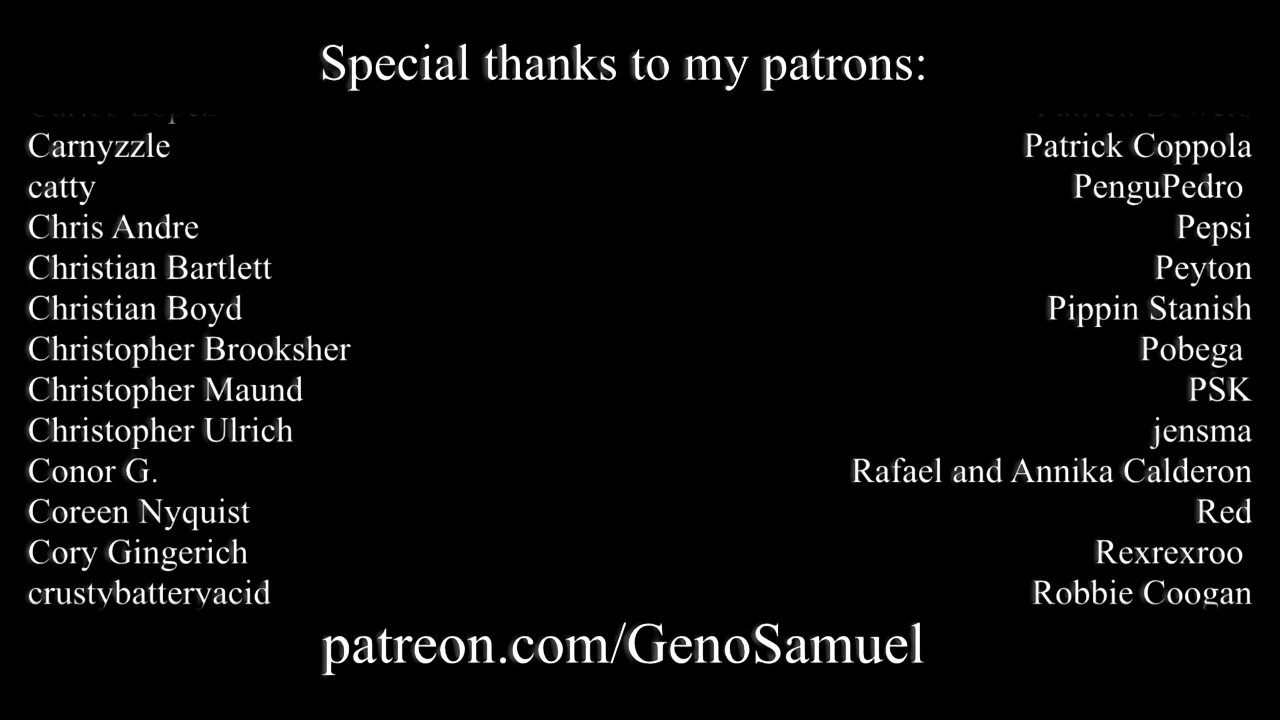 Special thanks to my patrons:
Carnyzzle
catty
Chris Andre
Christian Bartlett
Christian Boyd
Christopher Brooksher
Christopher Maund
Christopher Ulrich
Conor G.
Coreen Nyquist
Cory Gingerich
crustybatteryacid
Patrick Coppola
PenguPedro
Pepsi
Peyton
Pippin Stanish
Pobega
PSK
jensma
Rafael and Annika Calderon
Red
Rexrexroo
Robbie Coogan
patreon.com/GenoSamuel